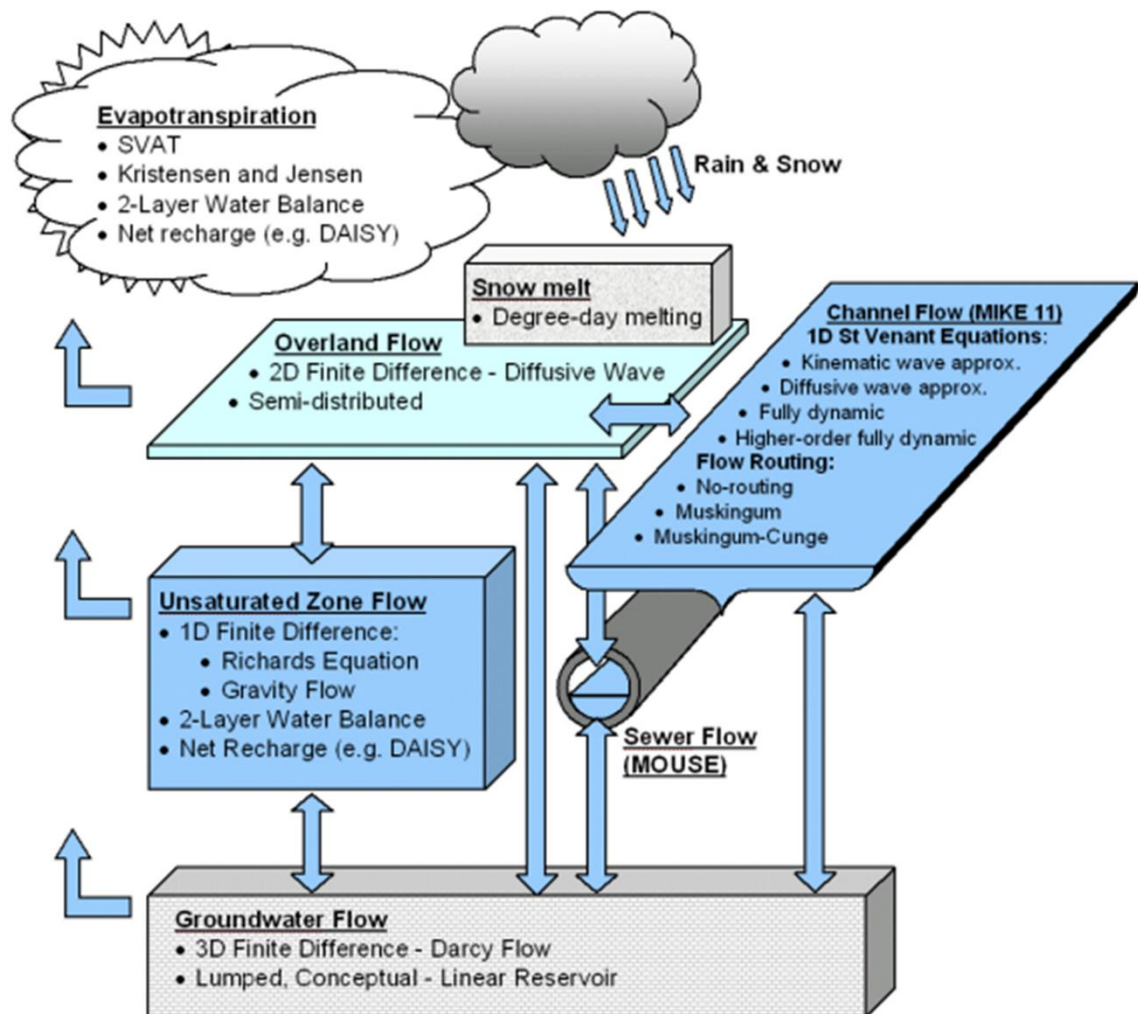 Evapotranspiration
• SVAT
• Kristensen and Jensen
• 2-Layer Water Balance
• Net recharge (e.g. DAISY)
Rain & Snow
Snow melt
• Degree-day melting
Overland Flow
• 2D Finite Difference - Diffusive Wave
• Semi-distributed
Channel Flow (MIKE 11)
1D St Venant Equations:
• Kinematic wave approx.
• Diffusive wave approx.
• Fully dynamic
• Higher-order fully dynamic
Flow Routing:
• No-routing
• Muskingum
• Muskingum-Cunge
Unsaturated Zone Flow
• 1D Finite Difference:
• Richards Equation
• Gravity Flow
• 2-Layer Water Balance
• Net Recharge (e.g. DAISY)
Sewer Flow
(MOUSE)
Groundwater Flow
• 3D Finite Difference - Darcy Flow
• Lumped, Conceptual - Linear Reservoir